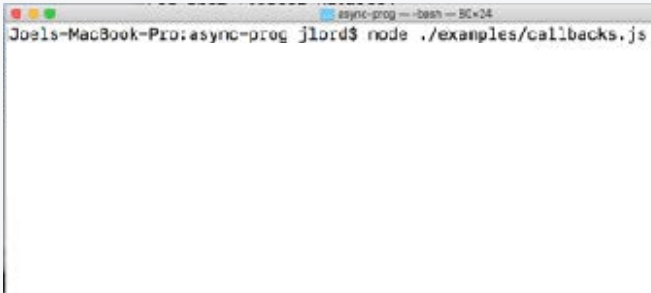 async-prog — -bash — 80×24
Joels-MacBook-Pro:async-prog jlord$ node ./examples/callbacks.js